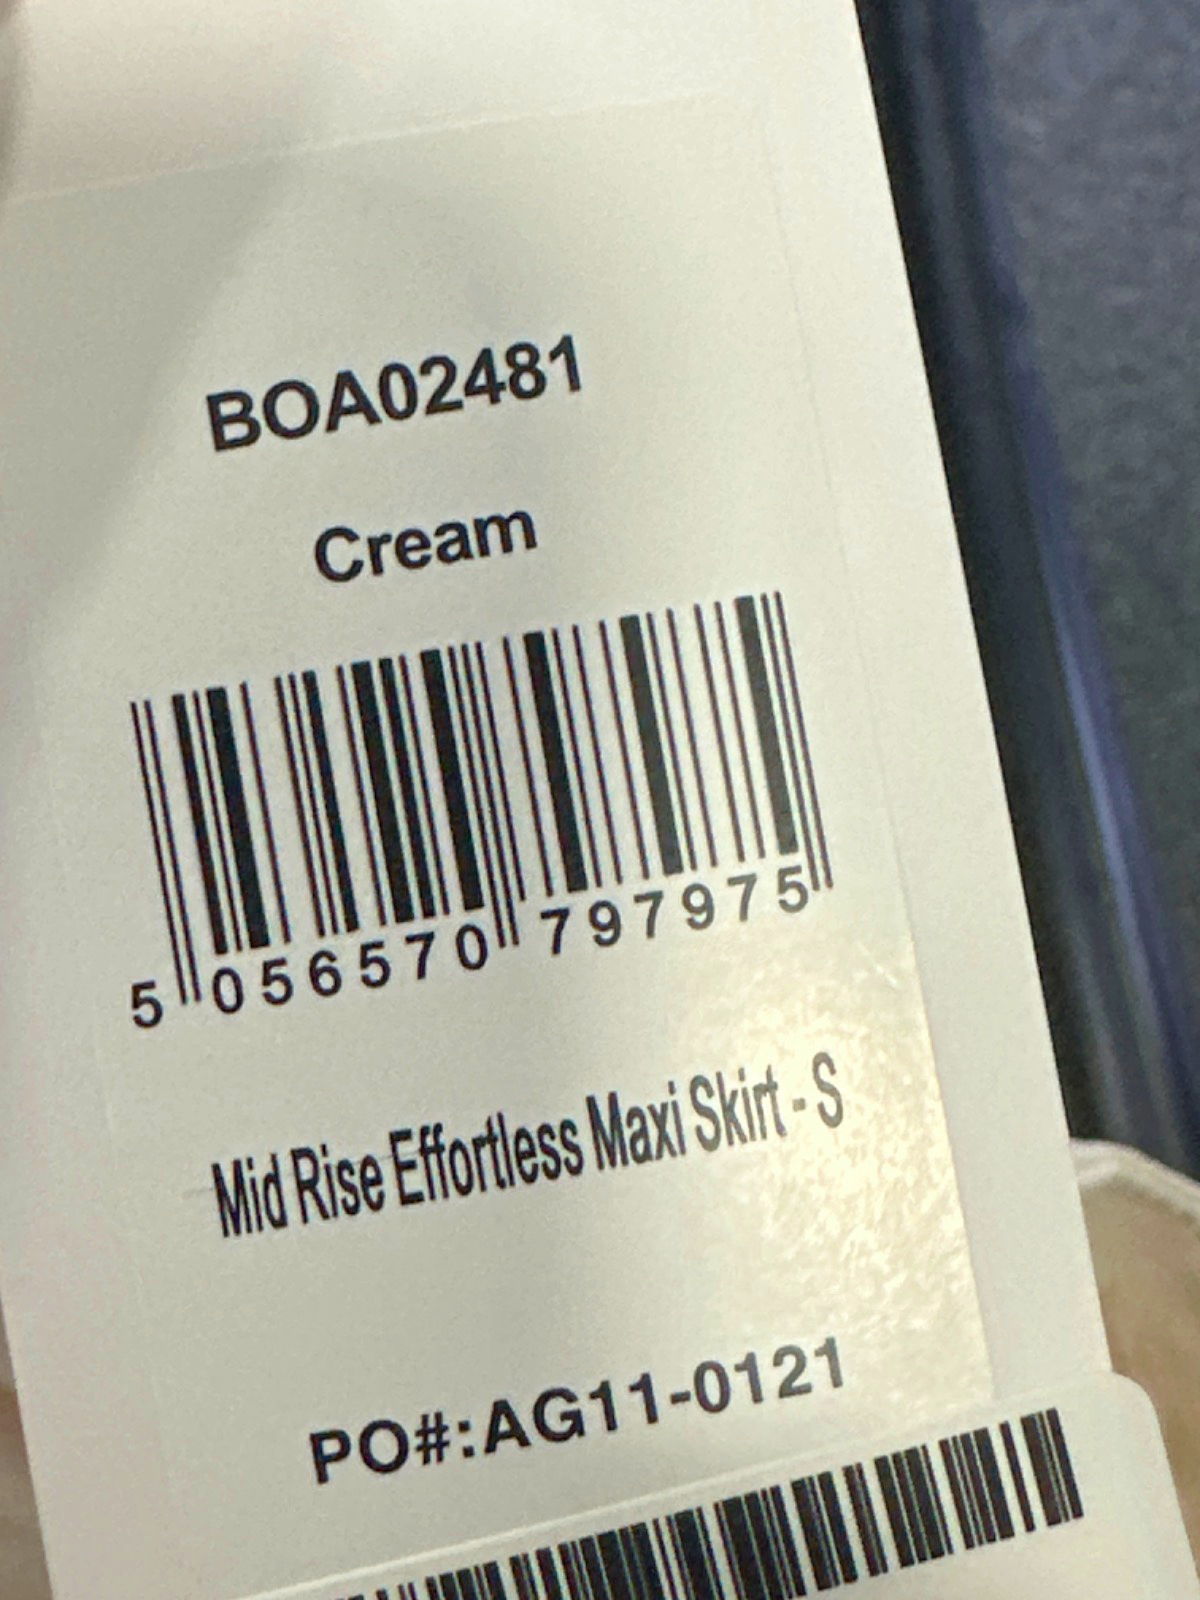 BOA02481
Cream
5 056570 797975
Mid Rise Effortless Maxi Skirt - S
PO#:AG11-0121